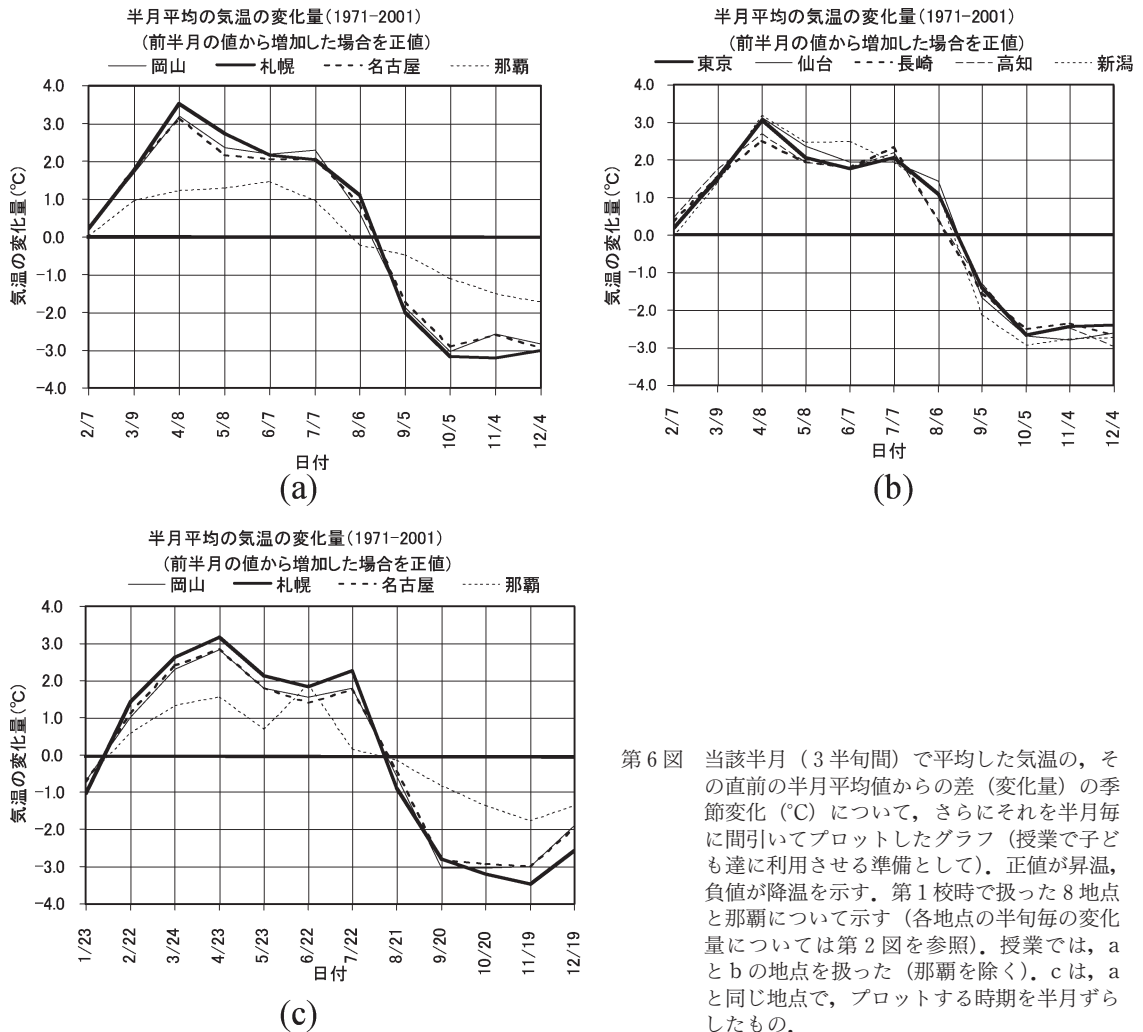 半月平均の気温の変化量(1971-2001)
(前半月の値から増加した場合を正値)
岡山 札幌 名古屋 那覇
気温の変化量(℃)
4.0
3.0
2.0
1.0
0.0
-1.0
-2.0
-3.0
-4.0
2/7 3/9 4/8 5/8 6/7 7/7 8/6 9/5 10/5 11/4 12/4
日付
(a)
半月平均の気温の変化量(1971-2001)
(前半月の値から増加した場合を正値)
東京 仙台 長崎 高知 新潟
気温の変化量(℃)
4.0
3.0
2.0
1.0
0.0
-1.0
-2.0
-3.0
-4.0
2/7 3/9 4/8 5/8 6/7 7/7 8/6 9/5 10/5 11/4 12/4
日付
(b)
半月平均の気温の変化量(1971-2001)
(前半月の値から増加した場合を正値)
岡山 札幌 名古屋 那覇
気温の変化量(℃)
4.0
3.0
2.0
1.0
0.0
-1.0
-2.0
-3.0
-4.0
1/23 2/22 3/24 4/23 5/23 6/22 7/22 8/21 9/20 10/20 11/19 12/19
日付
(c)
第6図 当該半月（3半旬間）で平均した気温の，そ
の直前の半月平均値からの差（変化量）の季
節変化（℃）について，さらにそれを半月毎
に間引いてプロットしたグラフ（授業で子ど
も達に利用させる準備として）．正値が昇温，
負値が降温を示す．第1校時で扱った8地点
と那覇について示す（各地点の半旬毎の変化
量については第2図を参照）．授業では，a
とbの地点を扱った（那覇を除く）．cは，a
と同じ地点で，プロットする時期を半月ずら
したもの．